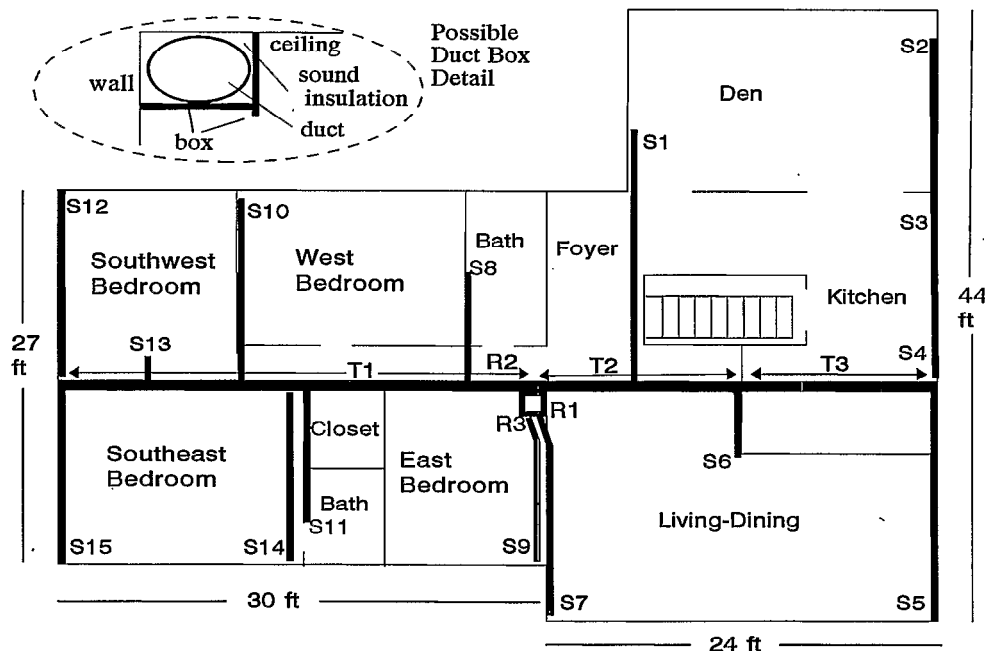 ceiling
wall
sound
insulation
duct
box
Possible
Duct Box
Detail
S2
Den
S1
S12
S10
Bath
S8
Foyer
S3
Southwest
Bedroom
West
Bedroom
Kitchen
44
ft
27
ft
S13
T1
R2
T2
T3
S4
R1
R3
Closet
Southeast
Bedroom
East
Bedroom
S6
Bath
S11
Living-Dining
S15
S14
S9
S7
S5
30 ft
24 ft